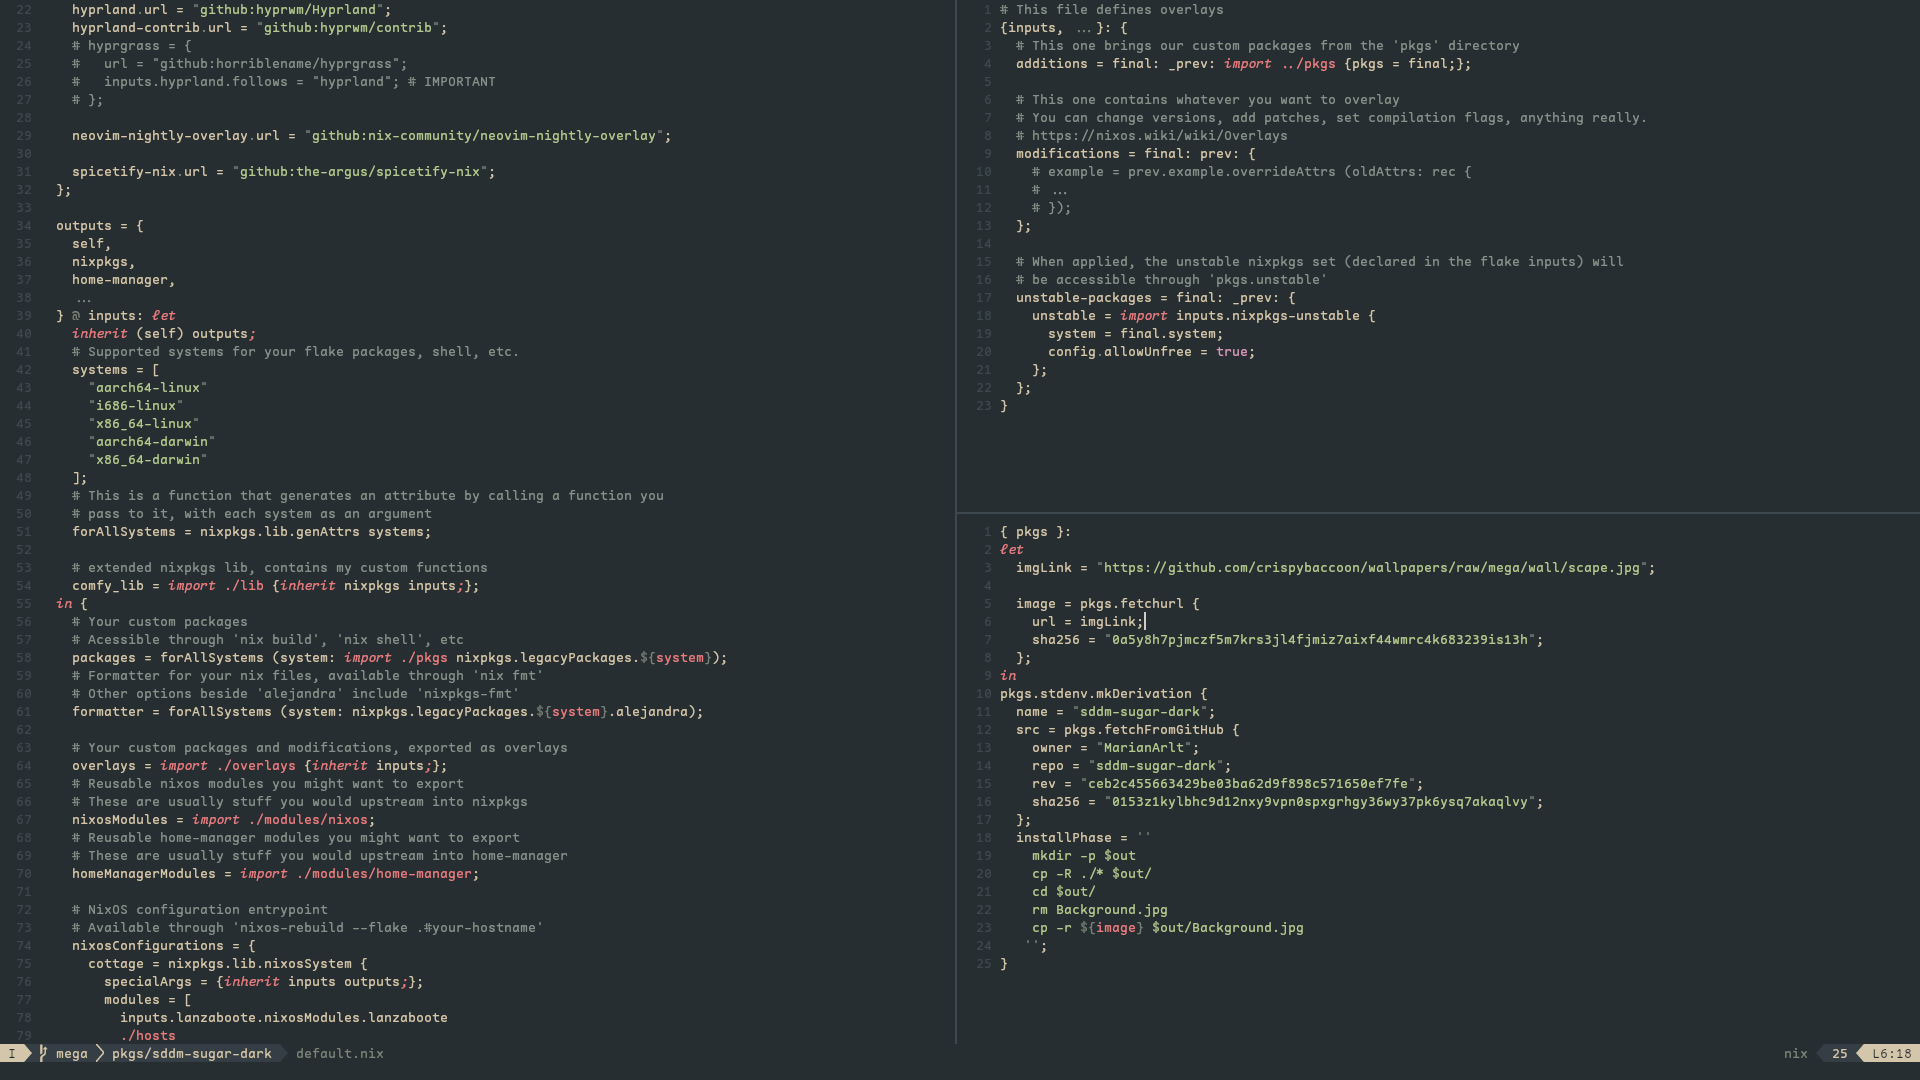 22 hyprland.url = "github:hyprwm/Hyprland";
23 hyprland-contrib.url = "github:hyprwm/contrib";
24 # hyprgrass = {
25 #   url = "github:horriblename/hyprgrass";
26 #   inputs.hyprland.follows = "hyprland"; # IMPORTANT
27 # };
28
29 neovim-nightly-overlay.url = "github:nix-community/neovim-nightly-overlay";
30
31 spicetify-nix.url = "github:the-argus/spicetify-nix";
32 };
33
34 outputs = {
35 self,
36 nixpkgs,
37 home-manager,
38 ...
39 } @ inputs: let
40 inherit (self) outputs;
41 # Supported systems for your flake packages, shell, etc.
42 systems = [
43 "aarch64-linux"
44 "i686-linux"
45 "x86_64-linux"
46 "aarch64-darwin"
47 "x86_64-darwin"
48 ];
49 # This is a function that generates an attribute by calling a function you
50 # pass to it, with each system as an argument
51 forAllSystems = nixpkgs.lib.genAttrs systems;
52
53 # extended nixpkgs lib, contains my custom functions
54 comfy_lib = import ./lib {inherit nixpkgs inputs;};
55 in {
56 # Your custom packages
57 # Acessible through 'nix build', 'nix shell', etc
58 packages = forAllSystems (system: import ./pkgs nixpkgs.legacyPackages.${system});
59 # Formatter for your nix files, available through 'nix fmt'
60 # Other options beside 'alejandra' include 'nixpkgs-fmt'
61 formatter = forAllSystems (system: nixpkgs.legacyPackages.${system}.alejandra);
62
63 # Your custom packages and modifications, exported as overlays
64 overlays = import ./overlays {inherit inputs;};
65 # Reusable nixos modules you might want to export
66 # These are usually stuff you would upstream into nixpkgs
67 nixosModules = import ./modules/nixos;
68 # Reusable home-manager modules you might want to export
69 # These are usually stuff you would upstream into home-manager
70 homeManagerModules = import ./modules/home-manager;
71
72 # NixOS configuration entrypoint
73 # Available through 'nixos-rebuild --flake .#your-hostname'
74 nixosConfigurations = {
75 cottage = nixpkgs.lib.nixosSystem {
76 specialArgs = {inherit inputs outputs;};
77 modules = [
78 inputs.lanzaboote.nixosModules.lanzaboote
79 ./hosts
1 # This file defines overlays
2 {inputs, ...}: {
3 # This one brings our custom packages from the 'pkgs' directory
4 additions = final: _prev: import ../pkgs {pkgs = final;};
5
6 # This one contains whatever you want to overlay
7 # You can change versions, add patches, set compilation flags, anything really.
8 # https://nixos.wiki/wiki/Overlays
9 modifications = final: prev: {
10 # example = prev.example.overrideAttrs (oldAttrs: rec {
11 # ...
12 # });
13 };
14
15 # When applied, the unstable nixpkgs set (declared in the flake inputs) will
16 # be accessible through 'pkgs.unstable'
17 unstable-packages = final: _prev: {
18 unstable = import inputs.nixpkgs-unstable {
19 system = final.system;
20 config.allowUnfree = true;
21 };
22 };
23 }
1 { pkgs }:
2 let
3 imgLink = "https://github.com/crispybaccoon/wallpapers/raw/mega/wall/scape.jpg";
4
5 image = pkgs.fetchurl {
6 url = imgLink;
7 sha256 = "0a5y8h7pjmczf5m7krs3jl4fjmiz7aixf44wmrc4k683239is13h";
8 };
9 in
10 pkgs.stdenv.mkDerivation {
11 name = "sddm-sugar-dark";
12 src = pkgs.fetchFromGitHub {
13 owner = "MarianArlt";
14 repo = "sddm-sugar-dark";
15 rev = "ceb2c455663429be03ba62d9f898c571650ef7fe";
16 sha256 = "0153z1kylbhc9d12nxy9vpn0spxgrhgy36wy37pk6ysq7akaqlvy";
17 };
18 installPhase = ''
19 mkdir -p $out
20 cp -R ./* $out/
21 cd $out/
22 rm Background.jpg
23 cp -r ${image} $out/Background.jpg
24 '';
25 }
I mega pkgs/sddm-sugar-dark default.nix nix 25 L6:18